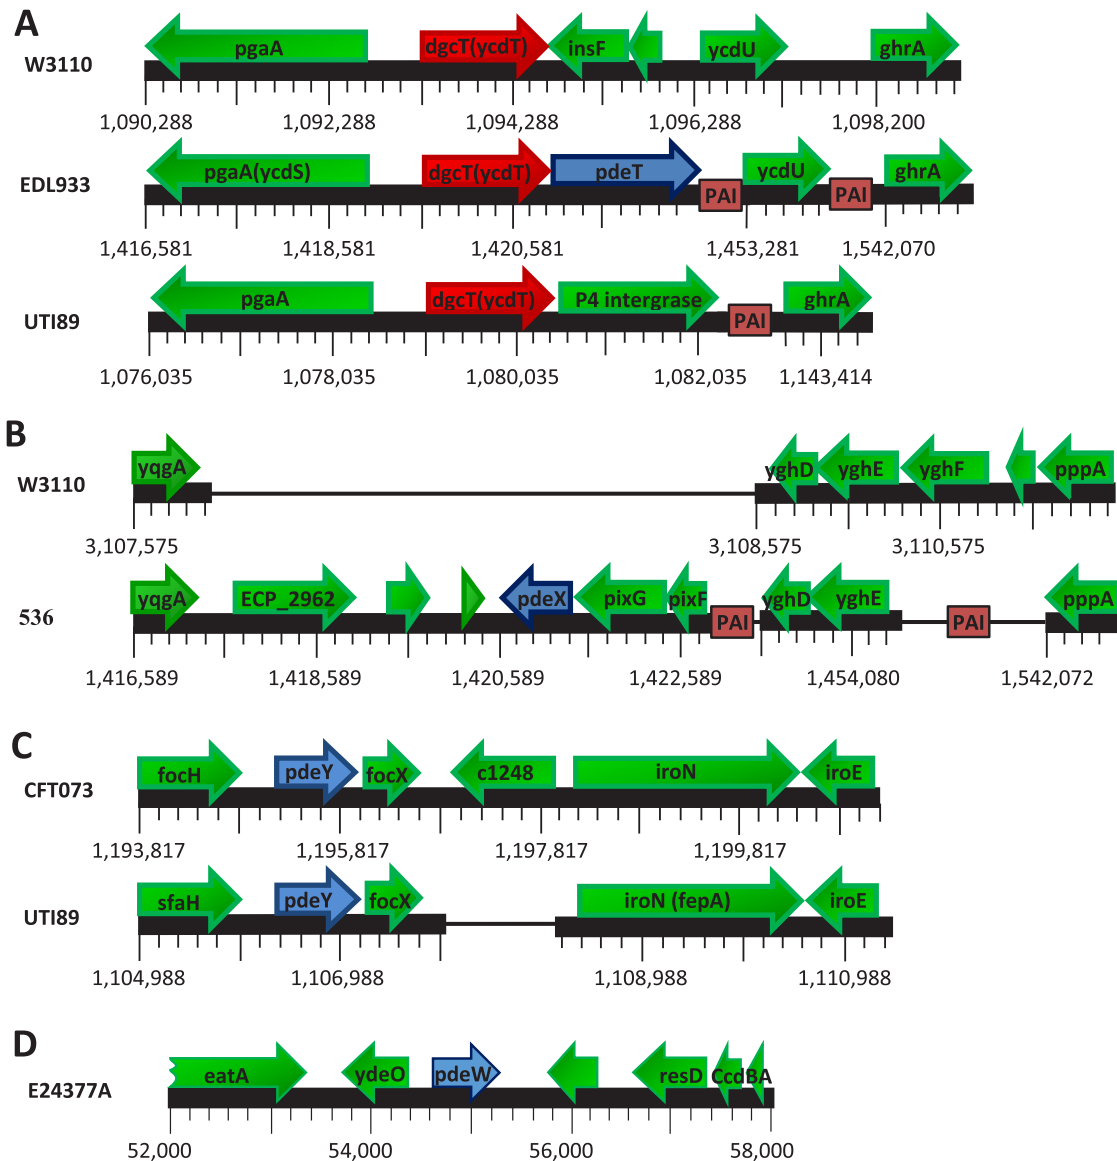 A
W3110
pgaA dgcT(ycdT) insF ycdU ghrA
1,090,288 1,092,288 1,094,288 1,096,288 1,098,200
EDL933
pgaA(ycdS) dgcT(ycdT) pdeT PAI ycdU PAI ghrA
1,416,581 1,418,581 1,420,581 1,453,281 1,542,070
UTI89
pgaA dgcT(ycdT) P4 intergrase PAI ghrA
1,076,035 1,078,035 1,080,035 1,082,035 1,143,414
B
W3110
yqgA yghD yghE yghF pppA
3,107,575 3,108,575 3,110,575
536
yqgA ECP_2962 pdeX pixG pixF PAI yghD yghE PAI pppA
1,416,589 1,418,589 1,420,589 1,422,589 1,454,080 1,542,072
C
CFT073
focH pdeY focX c1248 iroN iroE
1,193,817 1,195,817 1,197,817 1,199,817
UTI89
sfaH pdeY focX iroN (fepA) iroE
1,104,988 1,106,988 1,108,988 1,110,988
D
E24377A
eatA ydeO pdeW resD CcdBA
52,000 54,000 56,000 58,000